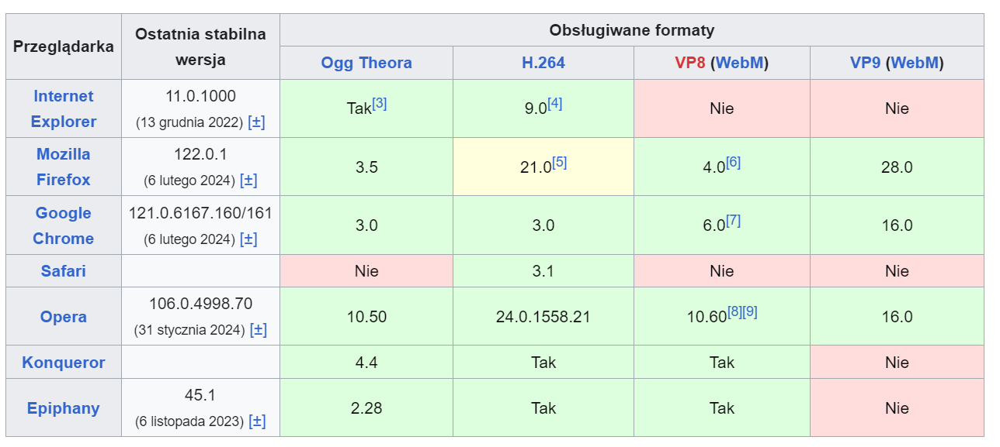 Przeglądarka
Ostatnia stabilna
wersja
Obsługiwane formaty
Ogg Theora
H.264
VP8 (WebM)
VP9 (WebM)
Internet
Explorer
11.0.1000
(13 grudnia 2022) [±]
Tak[3]
9.0[4]
Nie
Nie
Mozilla
Firefox
122.0.1
(6 lutego 2024) [±]
3.5
21.0[5]
4.0[6]
28.0
Google
Chrome
121.0.6167.160/161
(6 lutego 2024) [±]
3.0
3.0
6.0[7]
16.0
Safari
Nie
3.1
Nie
Nie
Opera
106.0.4998.70
(31 stycznia 2024) [±]
10.50
24.0.1558.21
10.60[8][9]
16.0
Konqueror
4.4
Tak
Tak
Nie
Epiphany
45.1
(6 listopada 2023) [±]
2.28
Tak
Tak
Nie